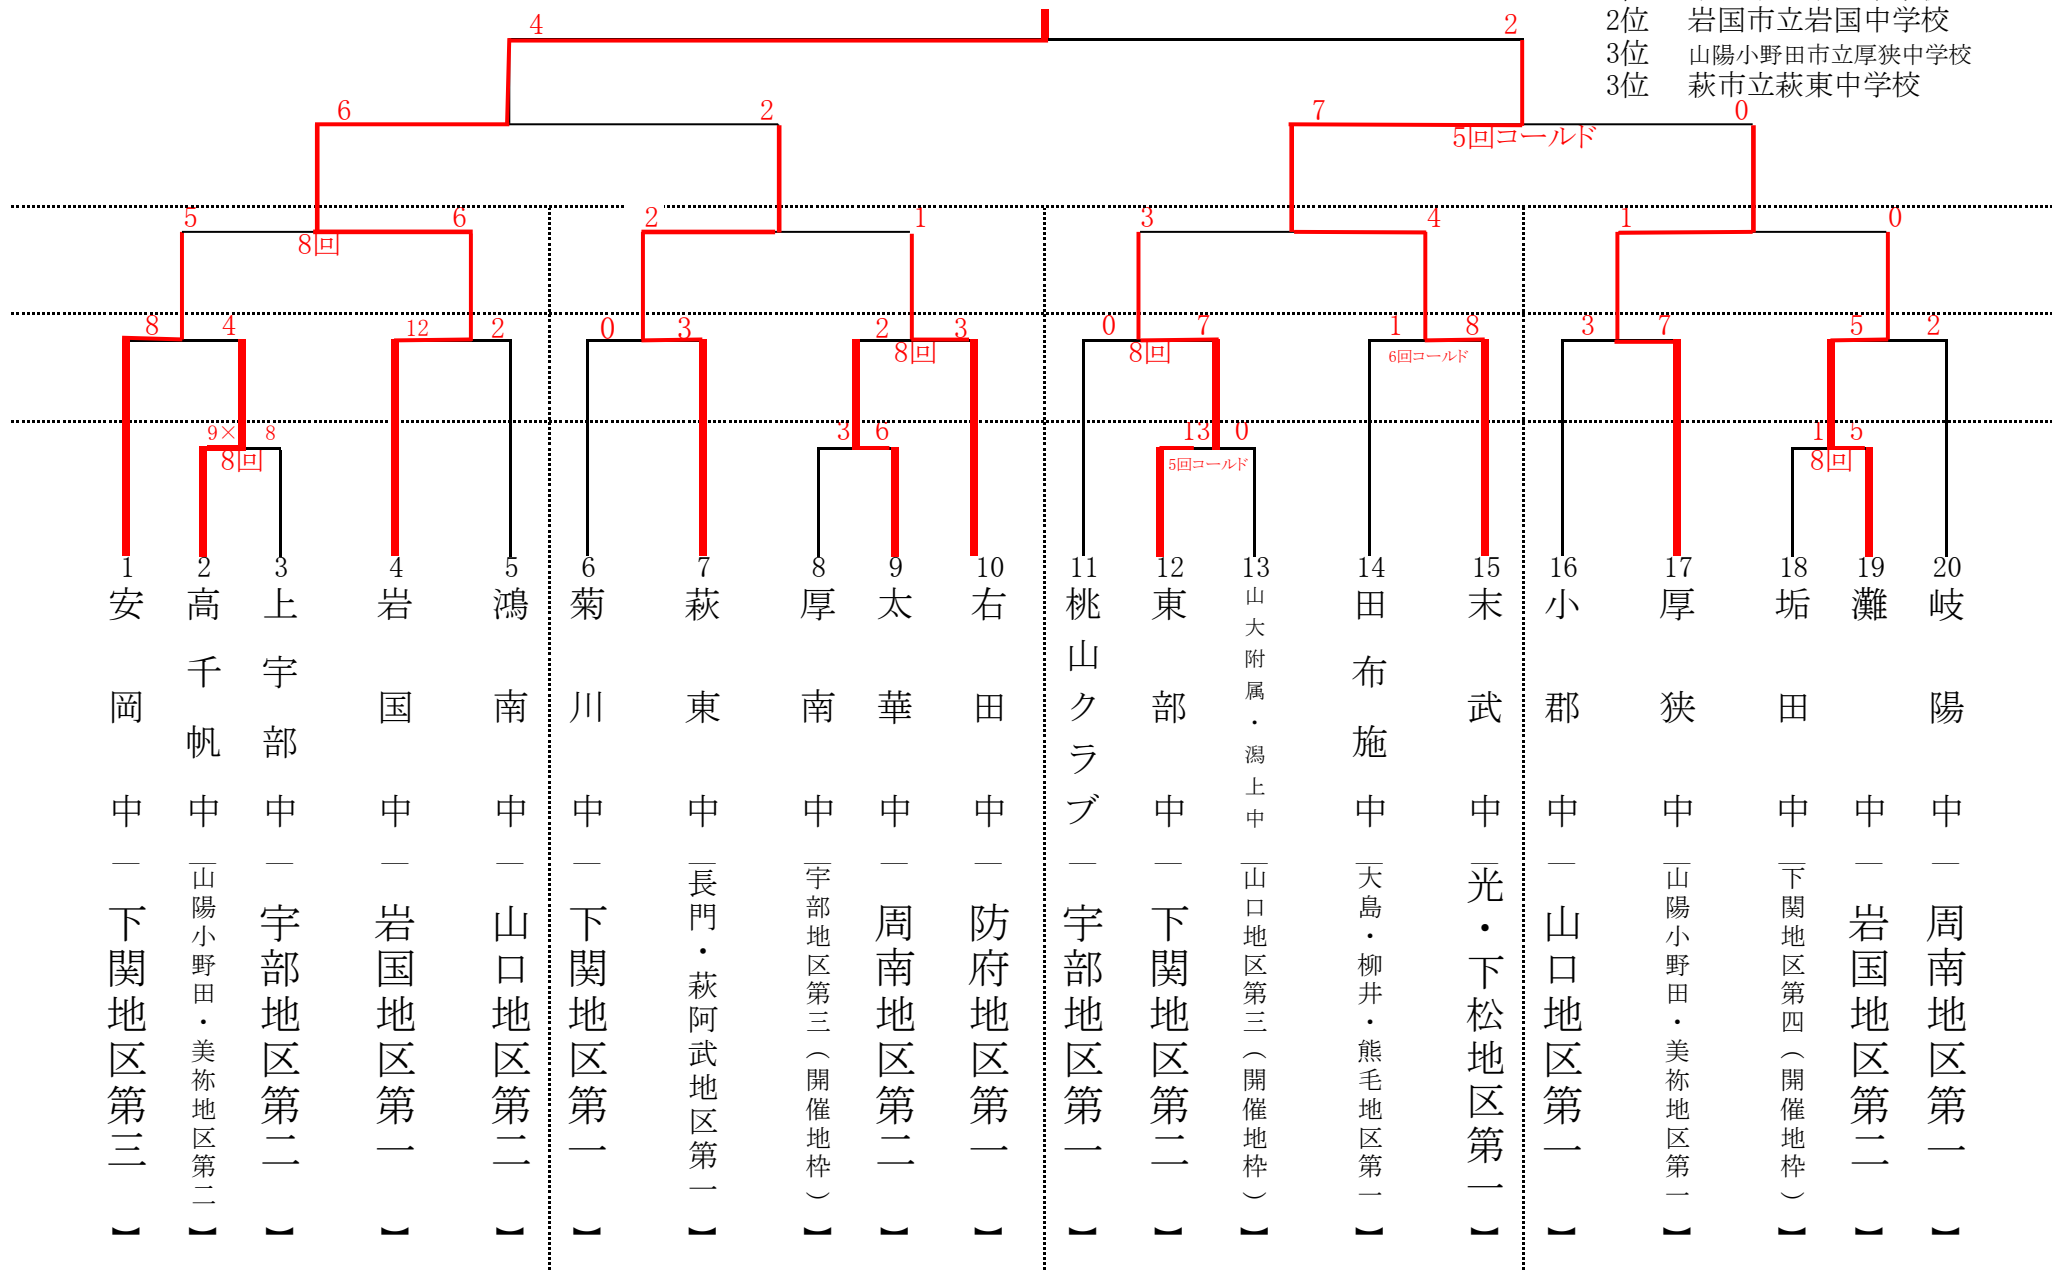 2位 岩国市立岩国中学校
3位 山陽小野田市立厚狭中学校
3位 萩市立萩東中学校
4 2
6 2 7 0
5回コールド
5 6 2 1 3 4 1 0
8回
8 4 12 2 0 3 2 3 0 7 1 8 3 7 5 2
8回 8回 6回コールド
9× 8 3 6 13 0 1 5
8回 5回コールド 8回
1 安岡中 ― 下関地区第三 】
2 高千帆中 ― 山陽小野田・美祢地区第二 】
3 上宇部中 ― 宇部地区第二 】
4 岩国中 ― 岩国地区第一 】
5 鴻南中 ― 山口地区第二 】
6 菊川中 ― 下関地区第一 】
7 萩東中 ― 長門・萩阿武地区第一 】
8 厚南中 ― 宇部地区第三(開催地枠) 】
9 太華中 ― 周南地区第二 】
10 右田中 ― 防府地区第一 】
11 桃山クラブ ― 宇部地区第一 】
12 東部中 ― 下関地区第二 】
13 山大附属・潟上中 ― 山口地区第三(開催地枠) 】
14 田布施中 ― 大島・柳井・熊毛地区第一 】
15 末武中 ― 光・下松地区第一 】
16 小郡中 ― 山口地区第一 】
17 厚狭中 ― 山陽小野田・美祢地区第一 】
18 垢田中 ― 下関地区第四(開催地枠) 】
19 灘中 ― 岩国地区第二 】
20 岐陽中 ― 周南地区第一 】